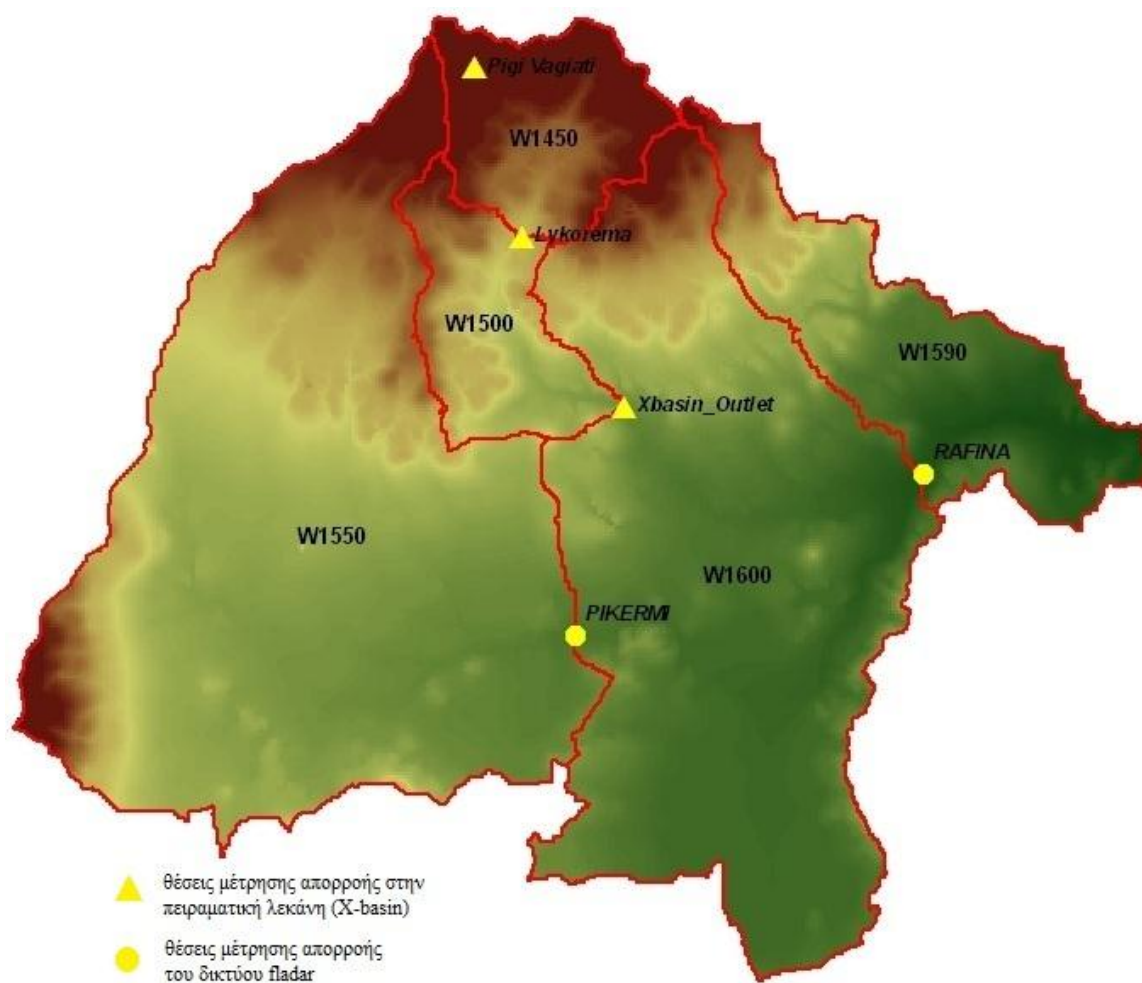 Pigi Vagiati
W1450
Lykorema
W1500
W1590
Xbasin_Outlet
RAFINA
W1550
W1600
PIKERMI
θέσεις μέτρησης απορροής στην
πειραματική λεκάνη (X-basin)
θέσεις μέτρησης απορροής
του δικτύου fladar